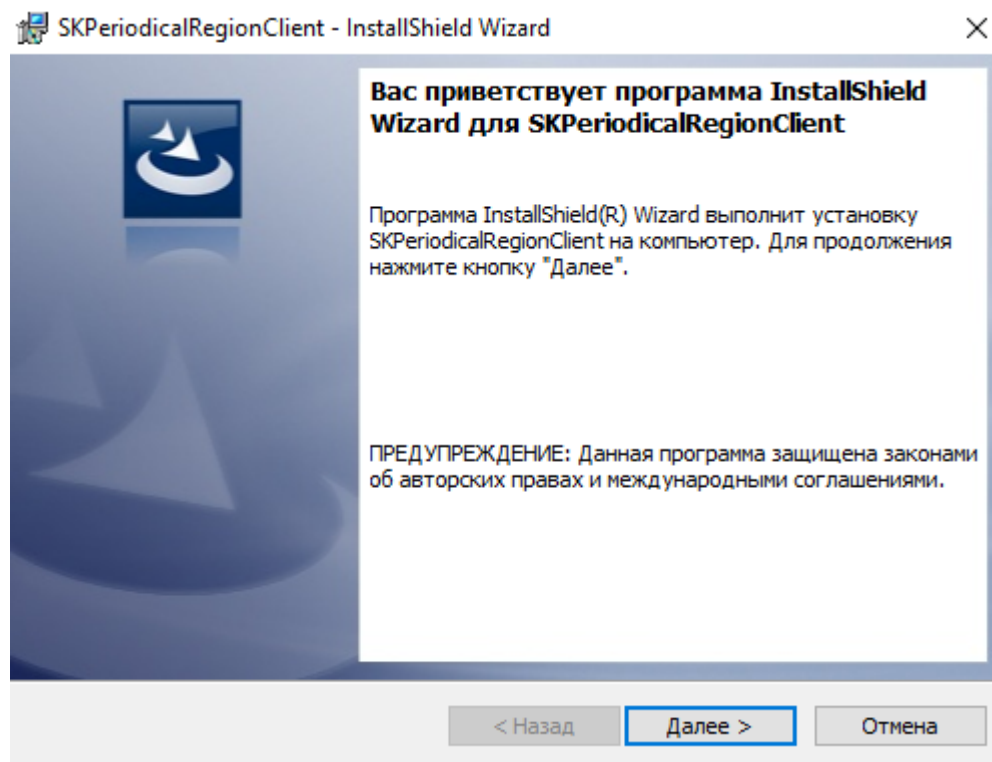 SKPeriodicalRegionClient - InstallShield Wizard
Вас приветствует программа InstallShield
Wizard для SKPeriodicalRegionClient
Программа InstallShield(R) Wizard выполнит установку
SKPeriodicalRegionClient на компьютер. Для продолжения
нажмите кнопку "Далее".
ПРЕДУПРЕЖДЕНИЕ: Данная программа защищена законами
об авторских правах и международными соглашениями.
< Назад Далее > Отмена